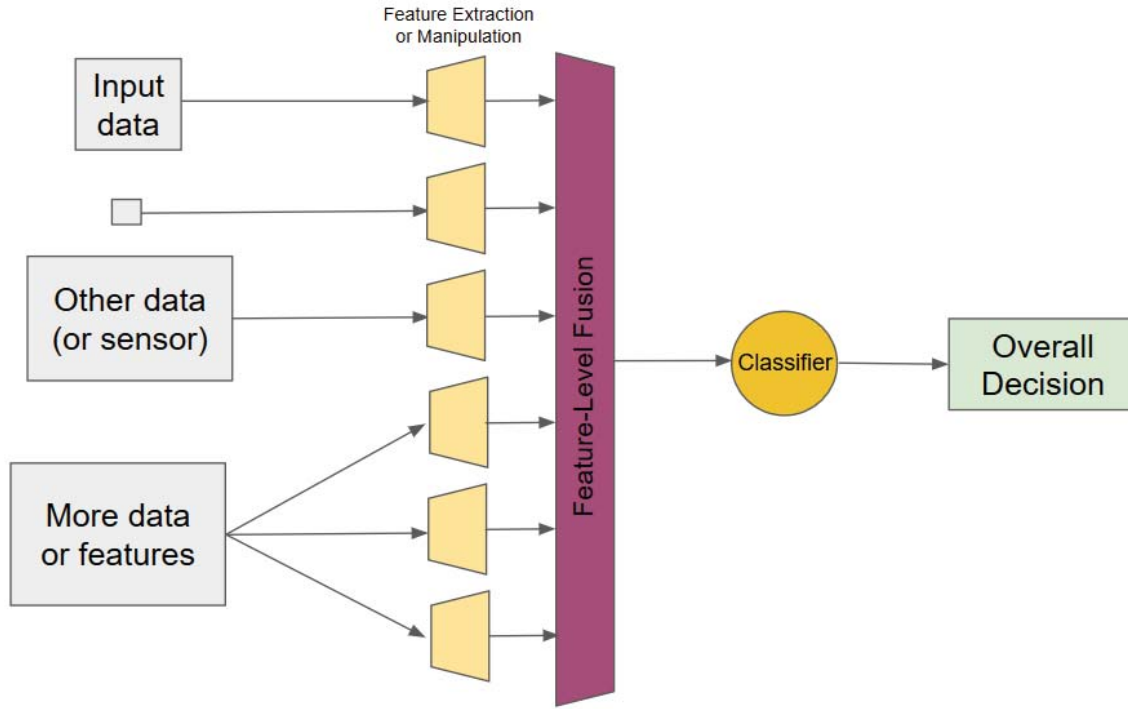 Feature Extraction
or Manipulation
Input
data
Other data
(or sensor)
More data
or features
Feature-Level Fusion
Classifier
Overall
Decision